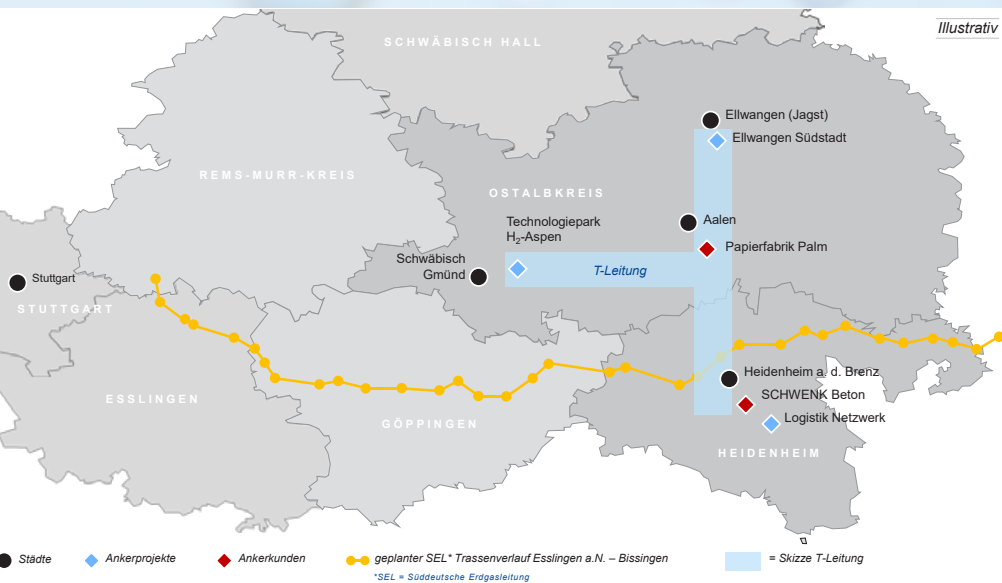 Illustrativ
SCHWÄBISCH HALL
Ellwangen (Jagst)
Ellwangen Südstadt
REMS-MURR-KREIS
OSTALBKREIS
Technologiepark
H₂-Aspen
Aalen
Papierfabrik Palm
Schwäbisch
Gmünd
T-Leitung
Stuttgart
STUTTGART
Heidenheim a. d. Brenz
SCHWENK Beton
Logistik Netzwerk
ESSLINGEN
GÖPPINGEN
HEIDENHEIM
Städte
Ankerprojekte
Ankerkunden
geplanter SEL* Trassenverlauf Esslingen a.N. – Bissingen
= Skizze T-Leitung
*SEL = Süddeutsche Erdgasleitung